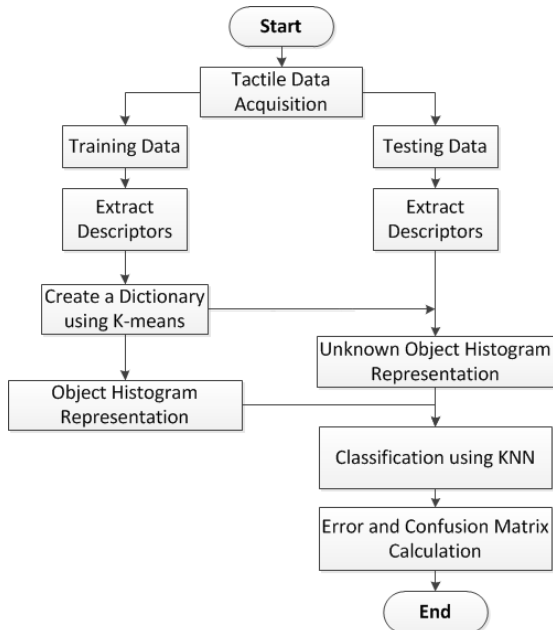 Start
Tactile Data
Acquisition
Training Data
Testing Data
Extract
Descriptors
Extract
Descriptors
Create a Dictionary
using K-means
Unknown Object Histogram
Representation
Object Histogram
Representation
Classification using KNN
Error and Confusion Matrix
Calculation
End